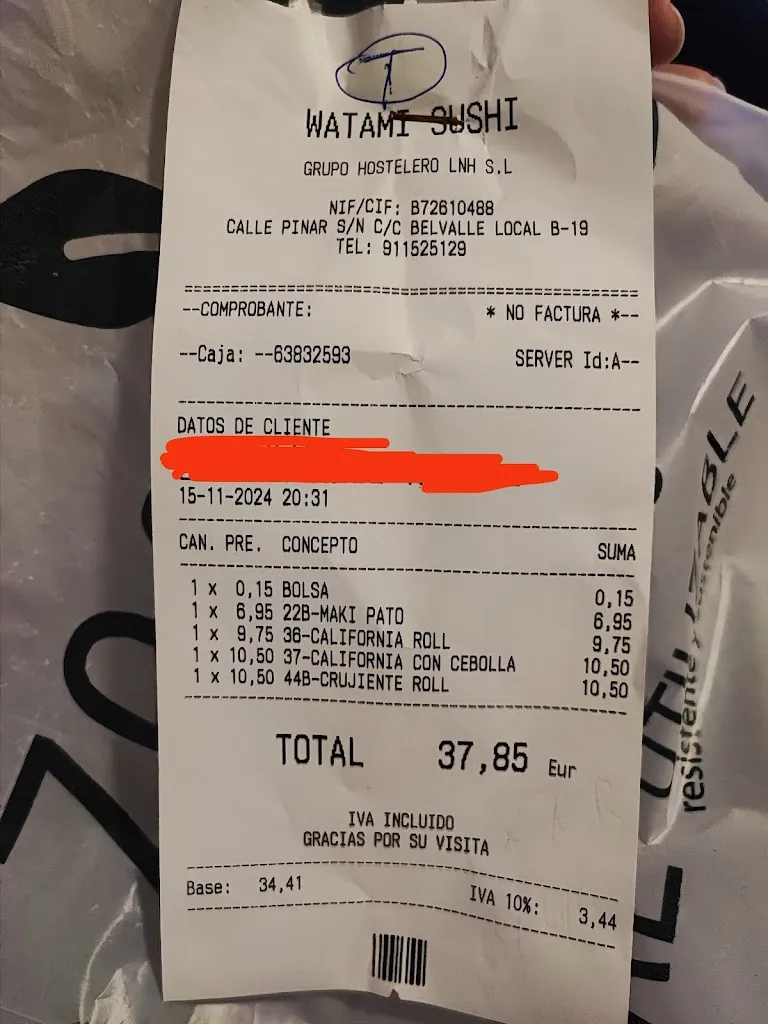 T
WATAMI SUSHI
GRUPO HOSTELERO LNH S.L
NIF/CIF: B72610488
CALLE PINAR S/N C/C BELVALLE LOCAL B-19
TEL: 911525129
--COMPROBANTE: * NO FACTURA *--
--Caja: --63832593 SERVER Id:A--
DATOS DE CLIENTE
15-11-2024 20:31
CAN. PRE. CONCEPTO SUMA
1 x 0,15 BOLSA 0,15
1 x 6,95 22B-MAKI PATO 6,95
1 x 9,75 36-CALIFORNIA ROLL 9,75
1 x 10,50 37-CALIFORNIA CON CEBOLLA 10,50
1 x 10,50 44B-CRUJIENTE ROLL 10,50
TOTAL 37,85 Eur
IVA INCLUIDO
GRACIAS POR SU VISITA
Base: 34,41 IVA 10%: 3,44
resistente y sostenible